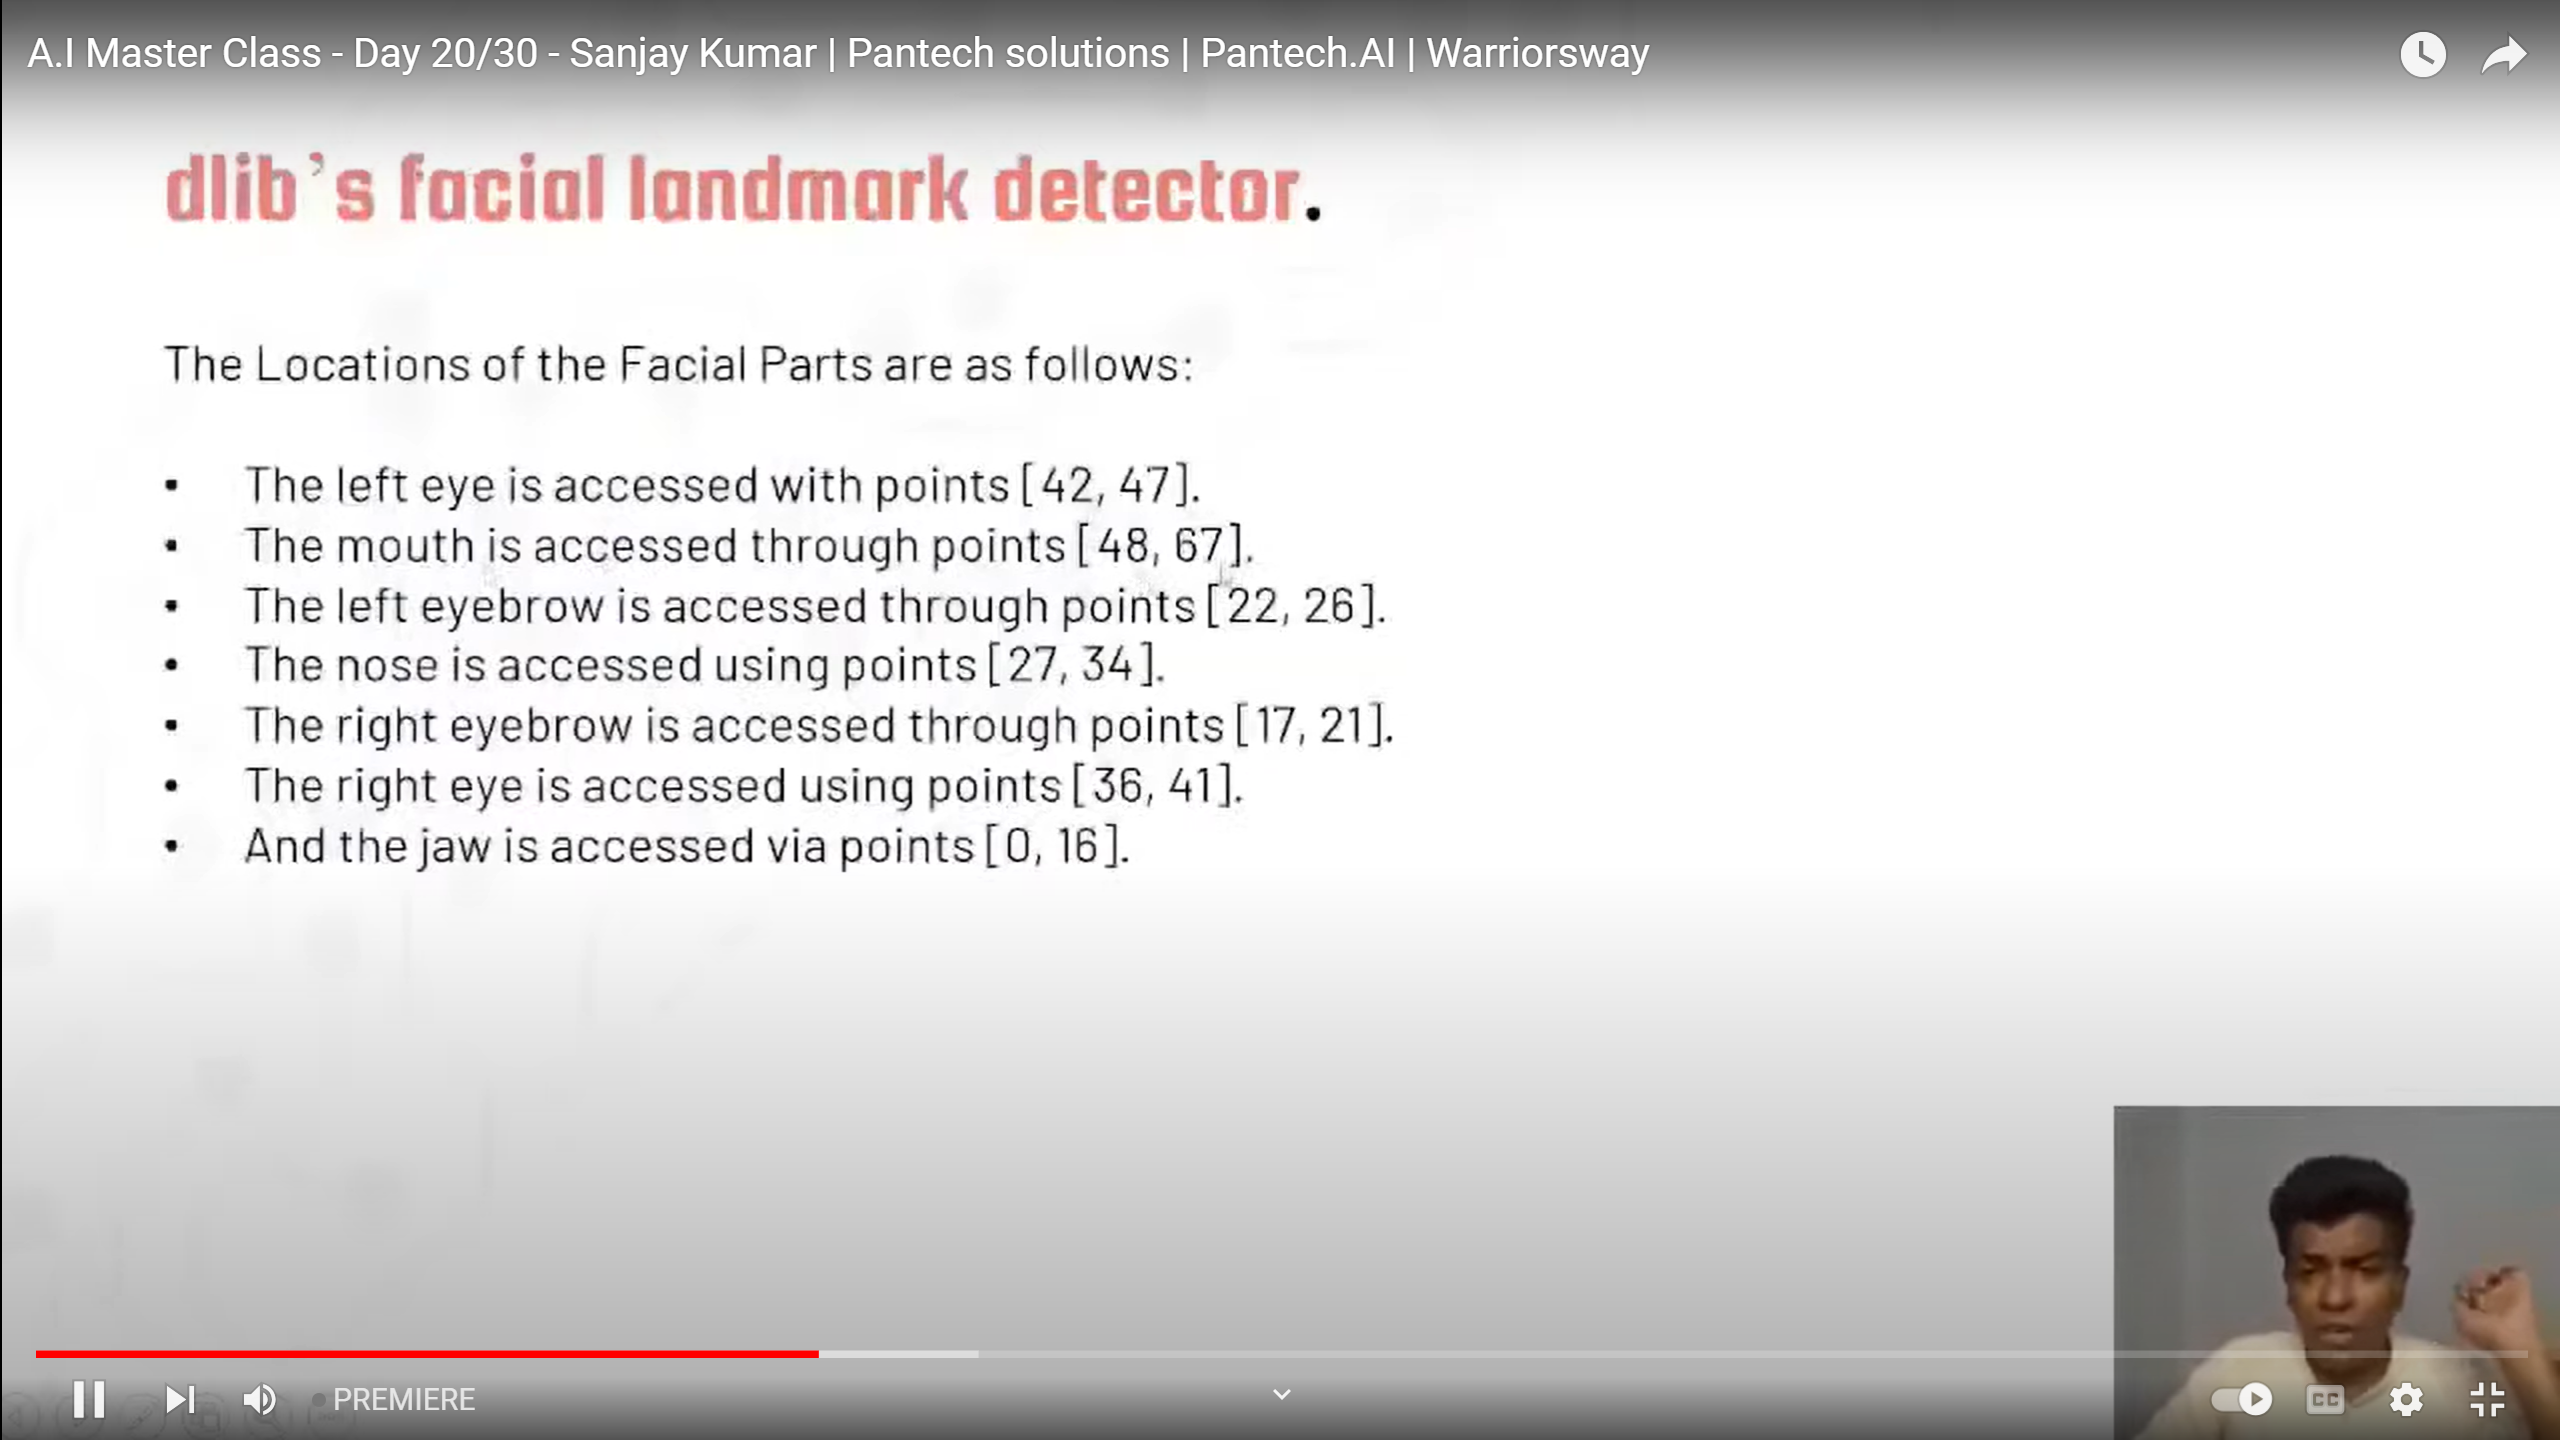 A.I Master Class - Day 20/30 - Sanjay Kumar | Pantech solutions | Pantech.AI | Warriorsway
dlib's facial landmark detector.
The Locations of the Facial Parts are as follows:
• The left eye is accessed with points [42, 47].
• The mouth is accessed through points [48, 67].
• The left eyebrow is accessed through points [22, 26].
• The nose is accessed using points [27, 34].
• The right eyebrow is accessed through points [17, 21].
• The right eye is accessed using points [36, 41].
• And the jaw is accessed via points [0, 16].
PREMIERE
CC